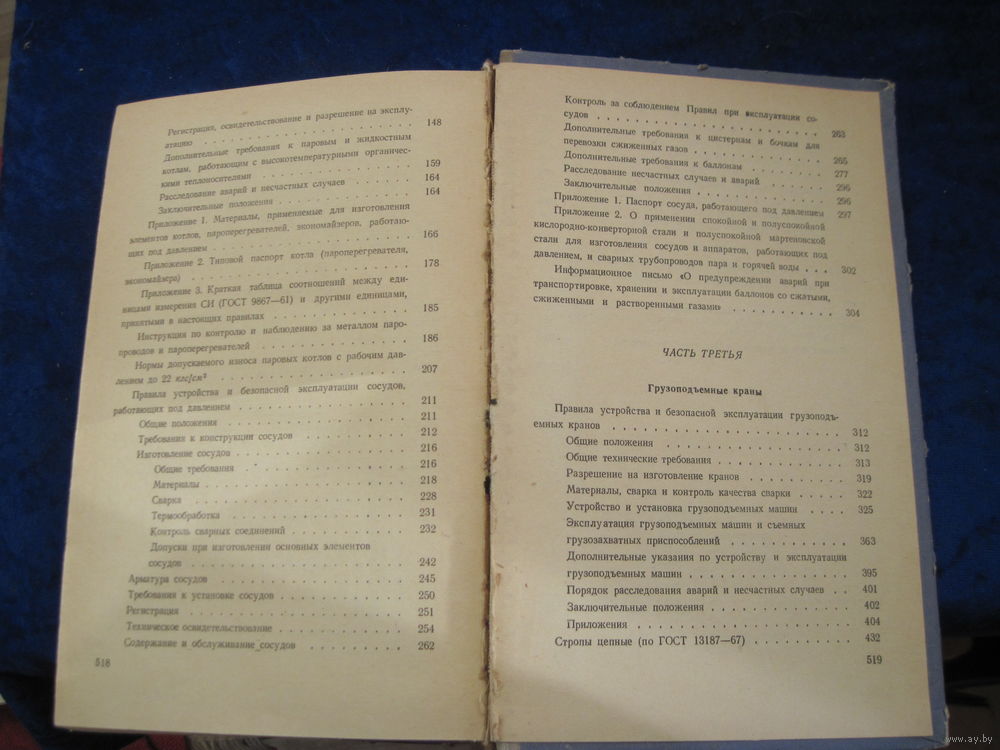 Регистрация, освидетельствование и разрешение на эксплу-
атацию . . . . . . . . . . . . . . . . 148
Дополнительные требования к паровым и жидкостным
котлам, работающим с высокотемпературными органичес-
кими теплоносителями . . . . . . . . . 159
Расследование аварий и несчастных случаев . . . . . . 164
Заключительные положения . . . . . . . . . 164
Приложение 1. Материалы, применяемые для изготовления
элементов котлов, пароперегревателей, экономайзеров, работаю-
щих под давлением . . . . . . . . . . . . 166
Приложение 2. Типовой паспорт котла (пароперегревателя,
экономайзера) . . . . . . . . . . . . . . 178
Приложение 3. Краткая таблица соотношений между еди-
ницами измерения СИ (ГОСТ 9867—61) и другими единицами,
принятыми в настоящих правилах . . . . . . . . . 185
Инструкция по контролю и наблюдению за металлом паро-
проводов и пароперегревателей . . . . . . . . . 186
Нормы допускаемого износа паровых котлов с рабочим дав-
лением до 22 кгс/см² . . . . . . . . . . . . 207
Правила устройства и безопасной эксплуатации сосудов,
работающих под давлением . . . . . . . . . . . 211
Общие положения . . . . . . . . . . . . 211
Требования к конструкции сосудов . . . . . . . . 212
Изготовление сосудов . . . . . . . . . . . 216
Общие требования . . . . . . . . . . . 216
Материалы . . . . . . . . . . . . . 218
Сварка . . . . . . . . . . . . . . 228
Термообработка . . . . . . . . . . . . 231
Контроль сварных соединений . . . . . . . . 232
Допуски при изготовлении основных элементов
сосудов . . . . . . . . . . . . . . 242
Арматура сосудов . . . . . . . . . . . . 245
Требования к установке сосудов . . . . . . . . . 250
Регистрация . . . . . . . . . . . . . . 251
Техническое освидетельствование . . . . . . . . . 254
Содержание и обслуживание сосудов . . . . . . . . 262
518
Контроль за соблюдением Правил при эксплуатации со-
судов . . . . . . . . . . . . . . . . 263
Дополнительные требования к цистернам и бочкам для
перевозки сжиженных газов . . . . . . . . . 265
Дополнительные требования к баллонам . . . . . . 277
Расследование несчастных случаев и аварий . . . . . 296
Заключительные положения . . . . . . . . . 296
Приложение 1. Паспорт сосуда, работающего под давлением 297
Приложение 2. О применении спокойной и полуспокойной
кислородно-конверторной стали и полуспокойной мартеновской
стали для изготовления сосудов и аппаратов, работающих под
давлением, и сварных трубопроводов пара и горячей воды . . . 302
Информационное письмо «О предупреждении аварий при
транспортировке, хранении и эксплуатации баллонов со сжатыми,
сжиженными и растворенными газами» . . . . . . . . 304
ЧАСТЬ ТРЕТЬЯ
Грузоподъемные краны
Правила устройства и безопасной эксплуатации грузоподъ-
емных кранов . . . . . . . . . . . . . . 312
Общие положения . . . . . . . . . . . . 312
Общие технические требования . . . . . . . . . 313
Разрешение на изготовление кранов . . . . . . . 319
Материалы, сварка и контроль качества сварки . . . . 322
Устройство и установка грузоподъемных машин . . . . 325
Эксплуатация грузоподъемных машин и съемных
грузозахватных приспособлений . . . . . . . . 363
Дополнительные указания по устройству и эксплуатации
грузоподъемных машин . . . . . . . . . . . 395
Порядок расследования аварий и несчастных случаев . . 401
Заключительные положения . . . . . . . . . . 402
Приложения . . . . . . . . . . . . . . 404
Стропы цепные (по ГОСТ 13187—67) . . . . . . . . 432
519
www.ay.by